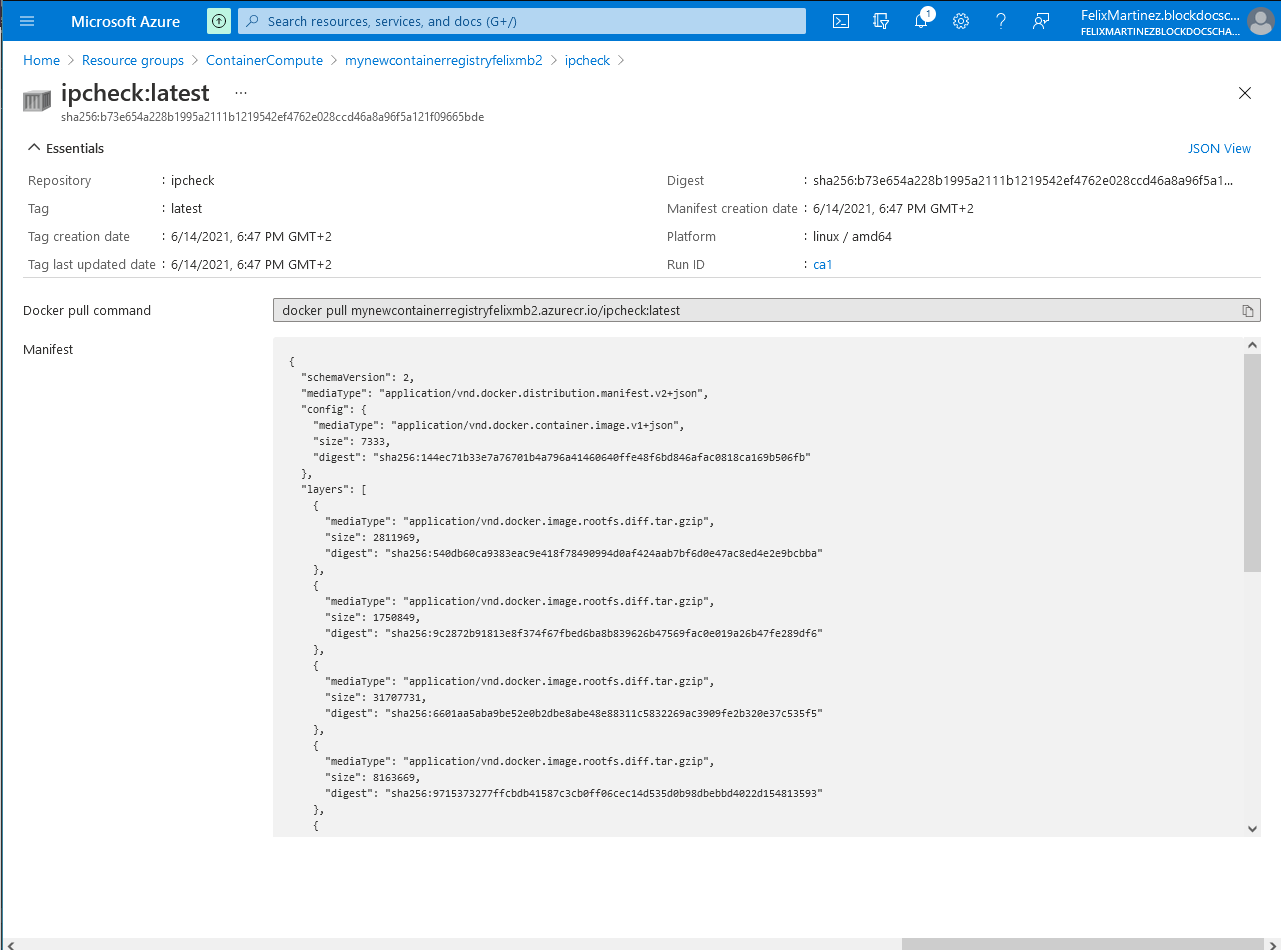 Microsoft Azure
Search resources, services, and docs (G+/)
1
FelixMartinez.blockdocsc...
FELIXMARTINEZBLOCKDOCSCHA...
Home > Resource groups > ContainerCompute > mynewcontainerregistryfelixmb2 > ipcheck >
ipcheck:latest ...
sha256:b73e654a228b1995a2111b1219542ef4762e028ccd46a8a96f5a121f09665bde
Essentials
JSON View
Repository : ipcheck
Digest : sha256:b73e654a228b1995a2111b1219542ef4762e028ccd46a8a96f5a1...
Tag : latest
Manifest creation date : 6/14/2021, 6:47 PM GMT+2
Tag creation date : 6/14/2021, 6:47 PM GMT+2
Platform : linux / amd64
Tag last updated date : 6/14/2021, 6:47 PM GMT+2
Run ID : ca1
Docker pull command
docker pull mynewcontainerregistryfelixmb2.azurecr.io/ipcheck:latest
Manifest
{
"schemaVersion": 2,
"mediaType": "application/vnd.docker.distribution.manifest.v2+json",
"config": {
"mediaType": "application/vnd.docker.container.image.v1+json",
"size": 7333,
"digest": "sha256:144ec71b33e7a76701b4a796a41460640ffe48f6bd846afac0818ca169b506fb"
},
"layers": [
{
"mediaType": "application/vnd.docker.image.rootfs.diff.tar.gzip",
"size": 2811969,
"digest": "sha256:540db60ca9383eac9e418f78490994d0af424aab7bf6d0e47ac8ed4e2e9bcbba"
},
{
"mediaType": "application/vnd.docker.image.rootfs.diff.tar.gzip",
"size": 1750849,
"digest": "sha256:9c2872b91813e8f374f67fbed6ba8b839626b47569fac0e019a26b47fe289df6"
},
{
"mediaType": "application/vnd.docker.image.rootfs.diff.tar.gzip",
"size": 31707731,
"digest": "sha256:6601aa5aba9be52e0b2dbe8abe48e88311c5832269ac3909fe2b320e37c535f5"
},
{
"mediaType": "application/vnd.docker.image.rootfs.diff.tar.gzip",
"size": 8163669,
"digest": "sha256:9715373277ffcbdb41587c3cb0ff06cec14d535d0b98dbebbd4022d154813593"
},
{